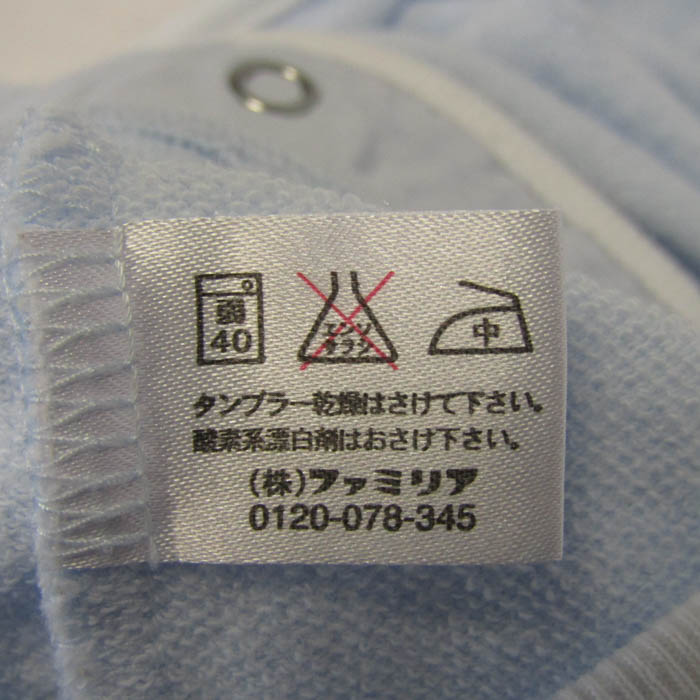 弱
40
エンソ
サラシ
中
タンブラー乾燥はさけて下さい。
酸素系漂白剤はおさけ下さい。
(株)ファミリア
0120-078-345